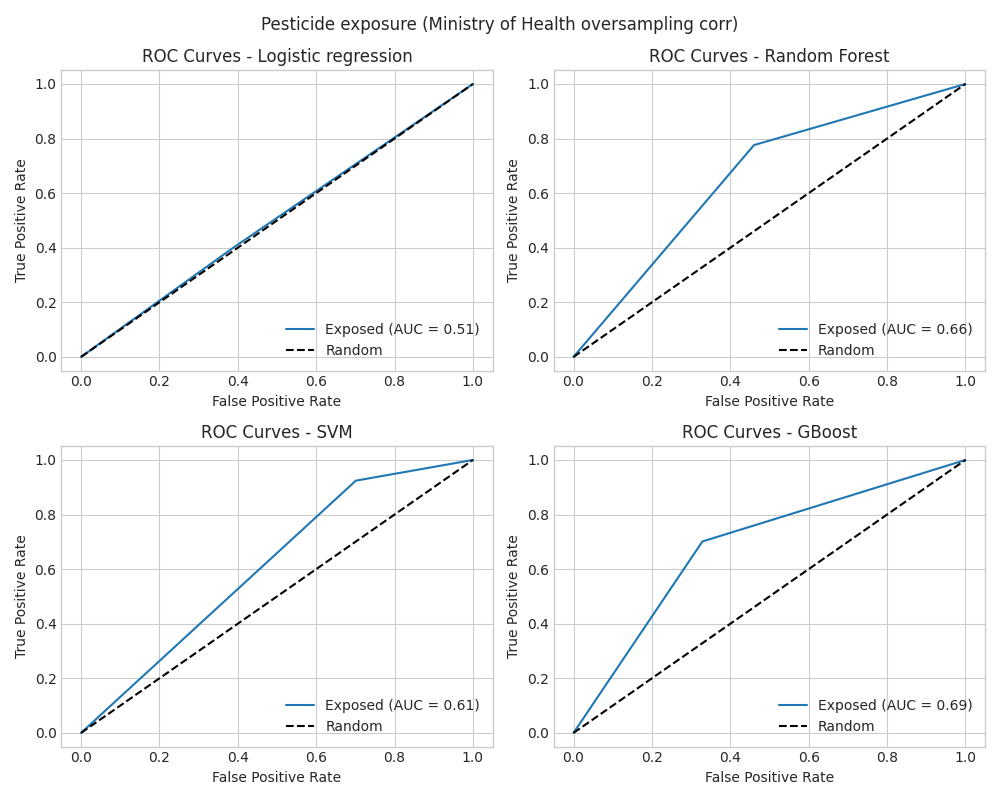 Pesticide exposure (Ministry of Health oversampling corr)
ROC Curves - Logistic regression
True Positive Rate
1.0
0.8
0.6
0.4
0.2
0.0
Exposed (AUC = 0.51)
Random
0.0 0.2 0.4 0.6 0.8 1.0
False Positive Rate
ROC Curves - Random Forest
True Positive Rate
1.0
0.8
0.6
0.4
0.2
0.0
Exposed (AUC = 0.66)
Random
0.0 0.2 0.4 0.6 0.8 1.0
False Positive Rate
ROC Curves - SVM
True Positive Rate
1.0
0.8
0.6
0.4
0.2
0.0
Exposed (AUC = 0.61)
Random
0.0 0.2 0.4 0.6 0.8 1.0
False Positive Rate
ROC Curves - GBoost
True Positive Rate
1.0
0.8
0.6
0.4
0.2
0.0
Exposed (AUC = 0.69)
Random
0.0 0.2 0.4 0.6 0.8 1.0
False Positive Rate